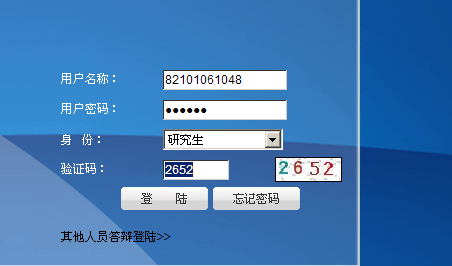 用户名称： 82101061048
用户密码： ●●●●●●
身 份： 研究生
验证码： 2652 2652
登 陆 忘记密码
其他人员答辩登陆>>